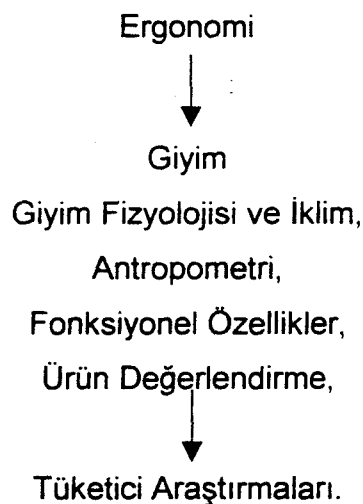 Ergonomi
Giyim
Giyim Fizyolojisi ve İklim,
Antropometri,
Fonksiyonel Özellikler,
Ürün Değerlendirme,
Tüketici Araştırmaları.